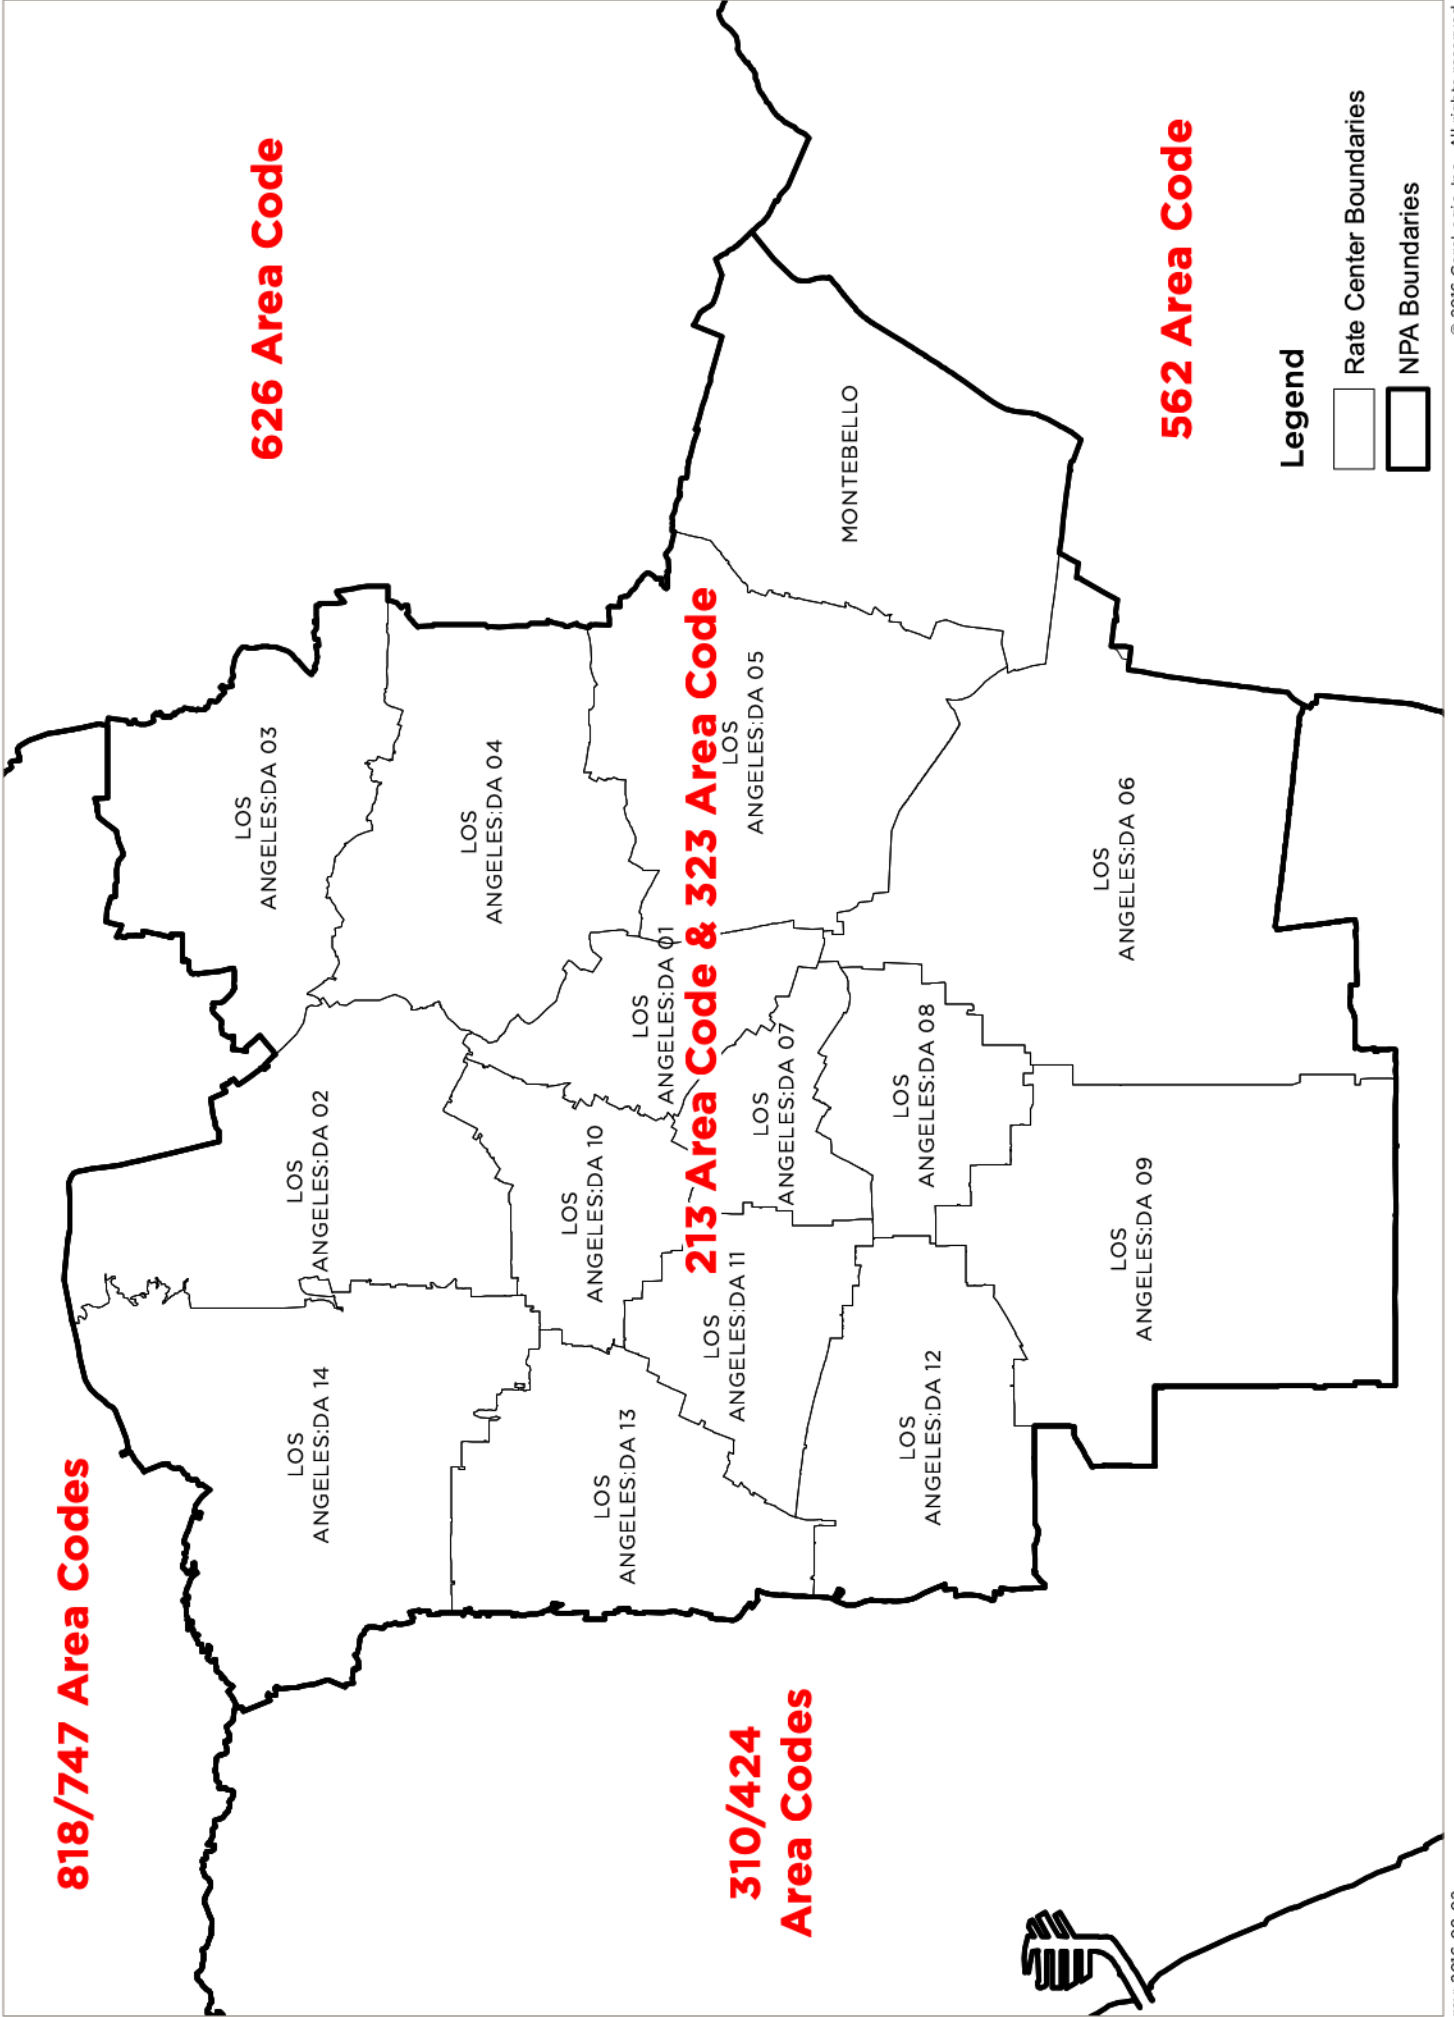 818/747 Area Codes
626 Area Code
LOS
ANGELES:DA 03
LOS
ANGELES:DA 14
LOS
ANGELES:DA 02
LOS
ANGELES:DA 04
LOS
ANGELES:DA 10
LOS
ANGELES:DA 13
LOS
ANGELES:DA 01
213 Area Code & 323 Area Code
LOS
ANGELES:DA 11
LOS
ANGELES:DA 05
310/424
Area Codes
LOS
ANGELES:DA 07
MONTEBELLO
LOS
ANGELES:DA 12
LOS
ANGELES:DA 08
LOS
ANGELES:DA 06
LOS
ANGELES:DA 09
562 Area Code
Legend
Rate Center Boundaries
NPA Boundaries